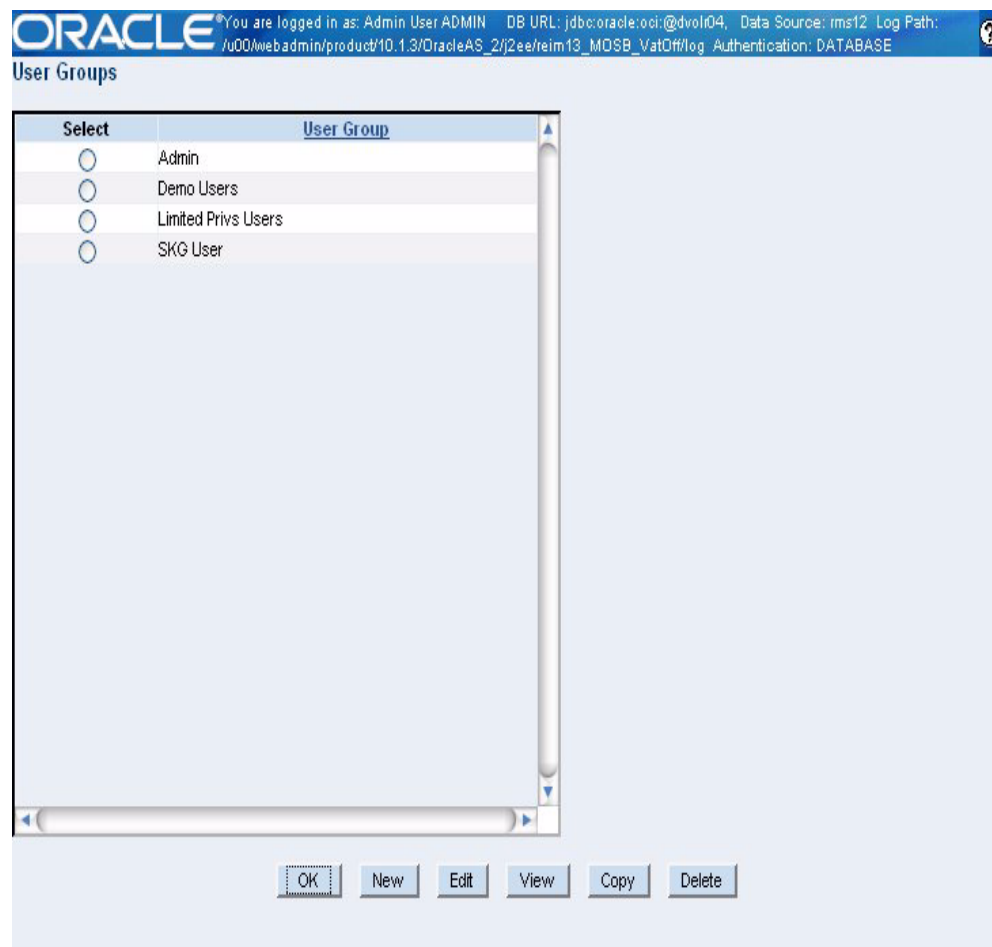 ORACLE® You are logged in as: Admin User ADMIN DB URL: jdbc:oracle:oci:@dvolr04, Data Source: rms12 Log Path:
/u00/webadmin/product/10.1.3/OracleAS_2/j2ee/reim13_MOSB_VatOff/log Authentication: DATABASE
User Groups
Select User Group
Admin
Demo Users
Limited Privs Users
SKG User
OK New Edit View Copy Delete